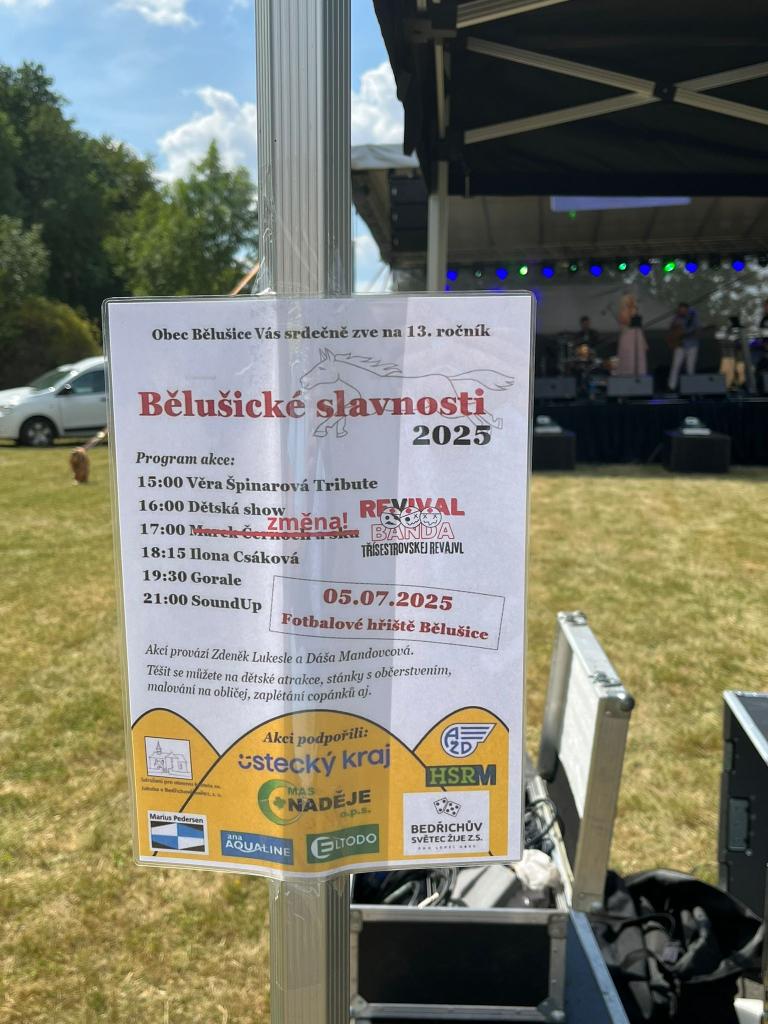 Obec Bělušice Vás srdečně zve na 13. ročník
Bělušické slavnosti
2025
Program akce:
15:00 Věra Špinarová Tribute
16:00 Dětská show
17:00 Marek Černoch a Ska
změna!
REVIVAL
BANDA
TŘÍSESTROVSKEJ REVAJVL
18:15 Ilona Csáková
19:30 Gorale
21:00 SoundUp
05.07.2025
Fotbalové hřiště Bělušice
Akcí provází Zdeněk Lukesle a Dáša Mandovcová.
Těšit se můžete na dětské atrakce, stánky s občerstvením,
malování na obličej, zaplétání copánků aj.
Akci podpořili:
ústecký kraj
MAS
NADĚJE
o.p.s.
AŽD
HSRM
Marius Pedersen
ana
AQUALINE
ELTODO
BEDŘICHŮV
SVĚTEC ŽIJE Z.S.